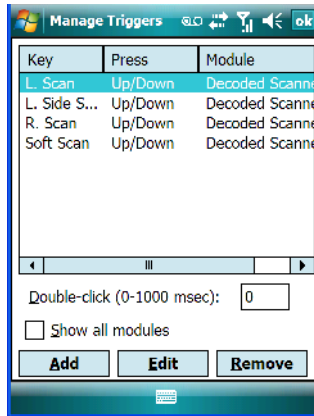 Manage Triggers ok
Key Press Module
L. Scan Up/Down Decoded Scanne
L. Side S... Up/Down Decoded Scanne
R. Scan Up/Down Decoded Scanne
Soft Scan Up/Down Decoded Scanne
Double-click (0-1000 msec): 0
Show all modules
Add Edit Remove